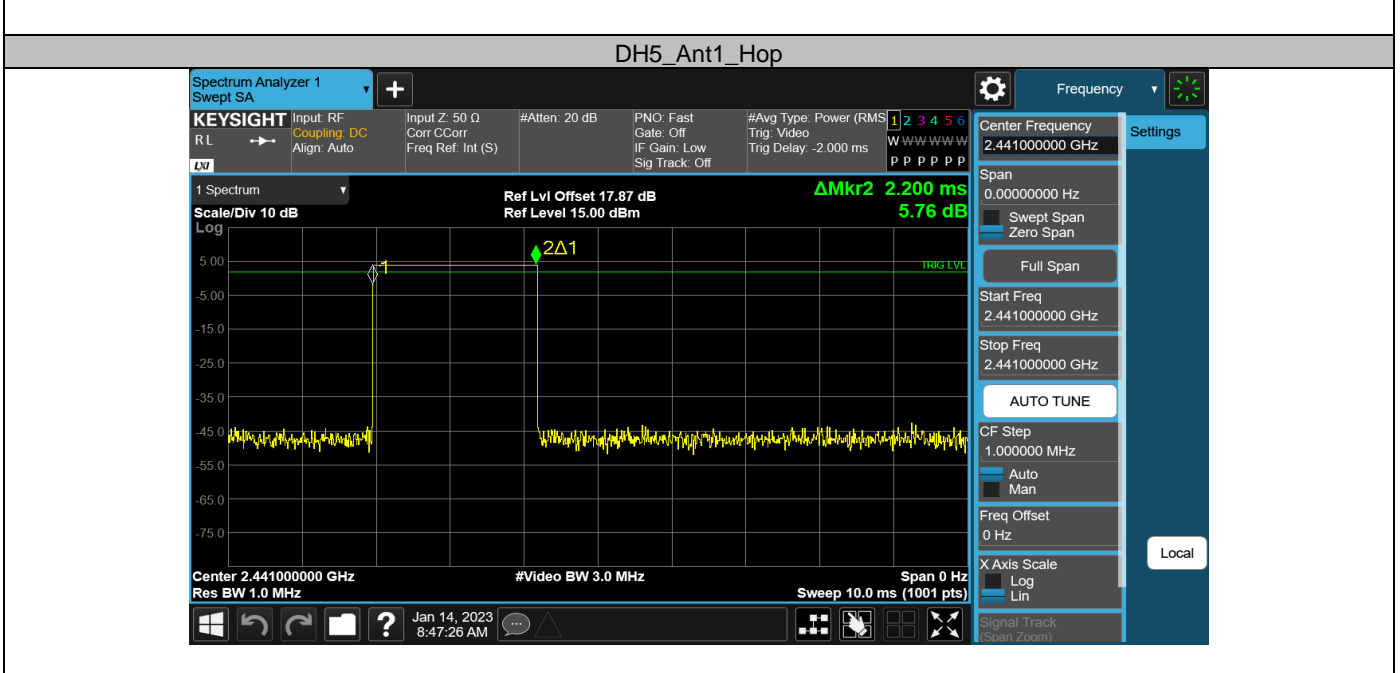 DH5_Ant1_Hop
Spectrum Analyzer 1
Swept SA
+
Frequency
KEYSIGHT
RL
LXI
Input: RF
Coupling: DC
Align: Auto
Input Z: 50 Ω
Corr CCorr
Freq Ref: Int (S)
#Atten: 20 dB
PNO: Fast
Gate: Off
IF Gain: Low
Sig Track: Off
#Avg Type: Power (RMS
Trig: Video
Trig Delay: -2.000 ms
1 2 3 4 5 6
W W W W W W
P P P P P P
Center Frequency
2.441000000 GHz
Settings
1 Spectrum
Scale/Div 10 dB
Log
Ref Lvl Offset 17.87 dB
Ref Level 15.00 dBm
ΔMkr2 2.200 ms
5.76 dB
Span
0.00000000 Hz
Swept Span
Zero Span
2Δ1
1
TRIG LVL
5.00
-5.00
-15.0
-25.0
-35.0
-45.0
-55.0
-65.0
-75.0
Full Span
Start Freq
2.441000000 GHz
Stop Freq
2.441000000 GHz
AUTO TUNE
CF Step
1.000000 MHz
Auto
Man
Freq Offset
0 Hz
X Axis Scale
Log
Lin
Signal Track
(Span Zoom)
Local
Center 2.441000000 GHz
Res BW 1.0 MHz
#Video BW 3.0 MHz
Span 0 Hz
Sweep 10.0 ms (1001 pts)
?
Jan 14, 2023
8:47:26 AM